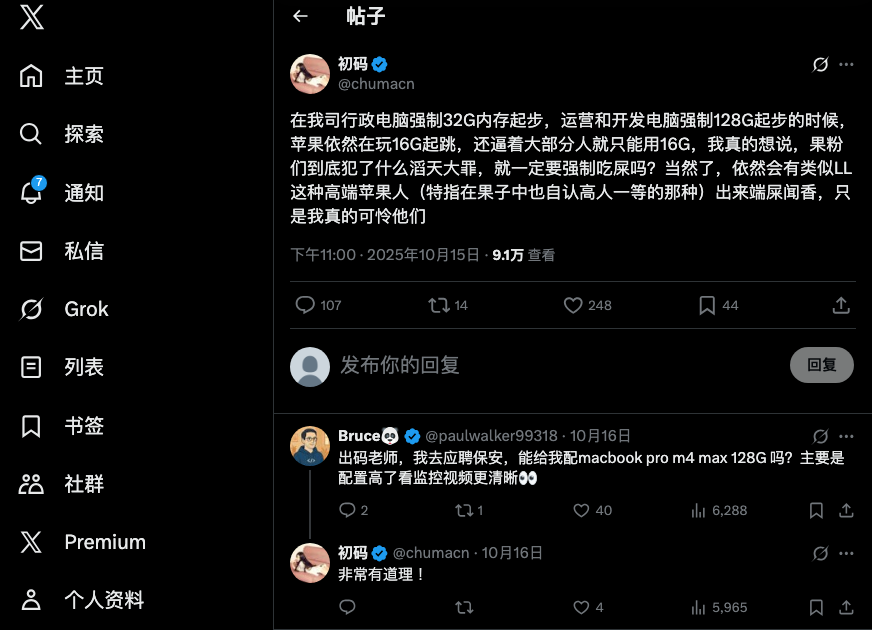 帖子
主页
探索
7
通知
私信
Grok
列表
书签
社群
Premium
个人资料
初码
@chumacn
在我司行政电脑强制32G内存起步，运营和开发电脑强制128G起步的时候，
苹果依然在玩16G起跳，还逼着大部分人就只能用16G，我真的想说，果粉
们到底犯了什么滔天大罪，就一定要强制吃屎吗？当然了，依然会有类似LL
这种高端苹果人（特指在果子中也自认高人一等的那种）出来端屎闻香，只
是我真的可怜他们
下午11:00 · 2025年10月15日 · 9.1万 查看
107 14 248 44
发布你的回复
回复
Bruce🐼 @paulwalker99318 · 10月16日
出码老师，我去应聘保安，能给我配macbook pro m4 max 128G 吗？主要是
配置高了看监控视频更清晰👀
2 1 40 6,288
初码 @chumacn · 10月16日
非常有道理！
4 5,965